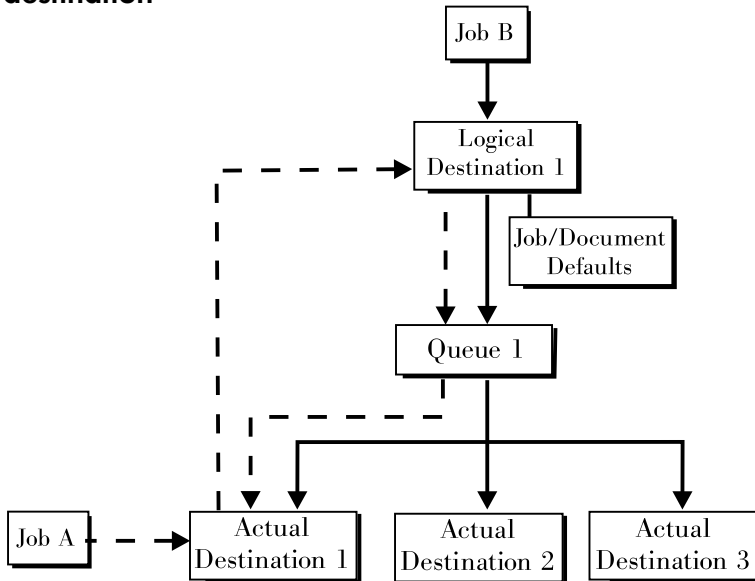 destination
Job B
Logical
Destination 1
Job/Document
Defaults
Queue 1
Job A
Actual
Destination 1
Actual
Destination 2
Actual
Destination 3